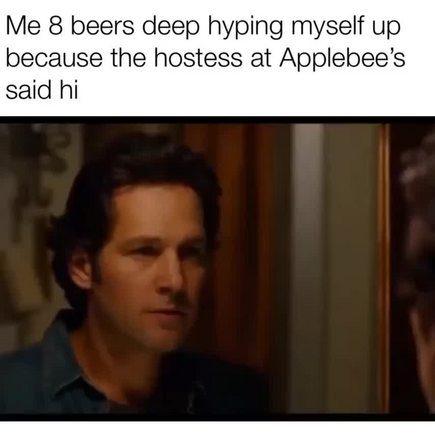 Me 8 beers deep hyping myself up
because the hostess at Applebee's
said hi